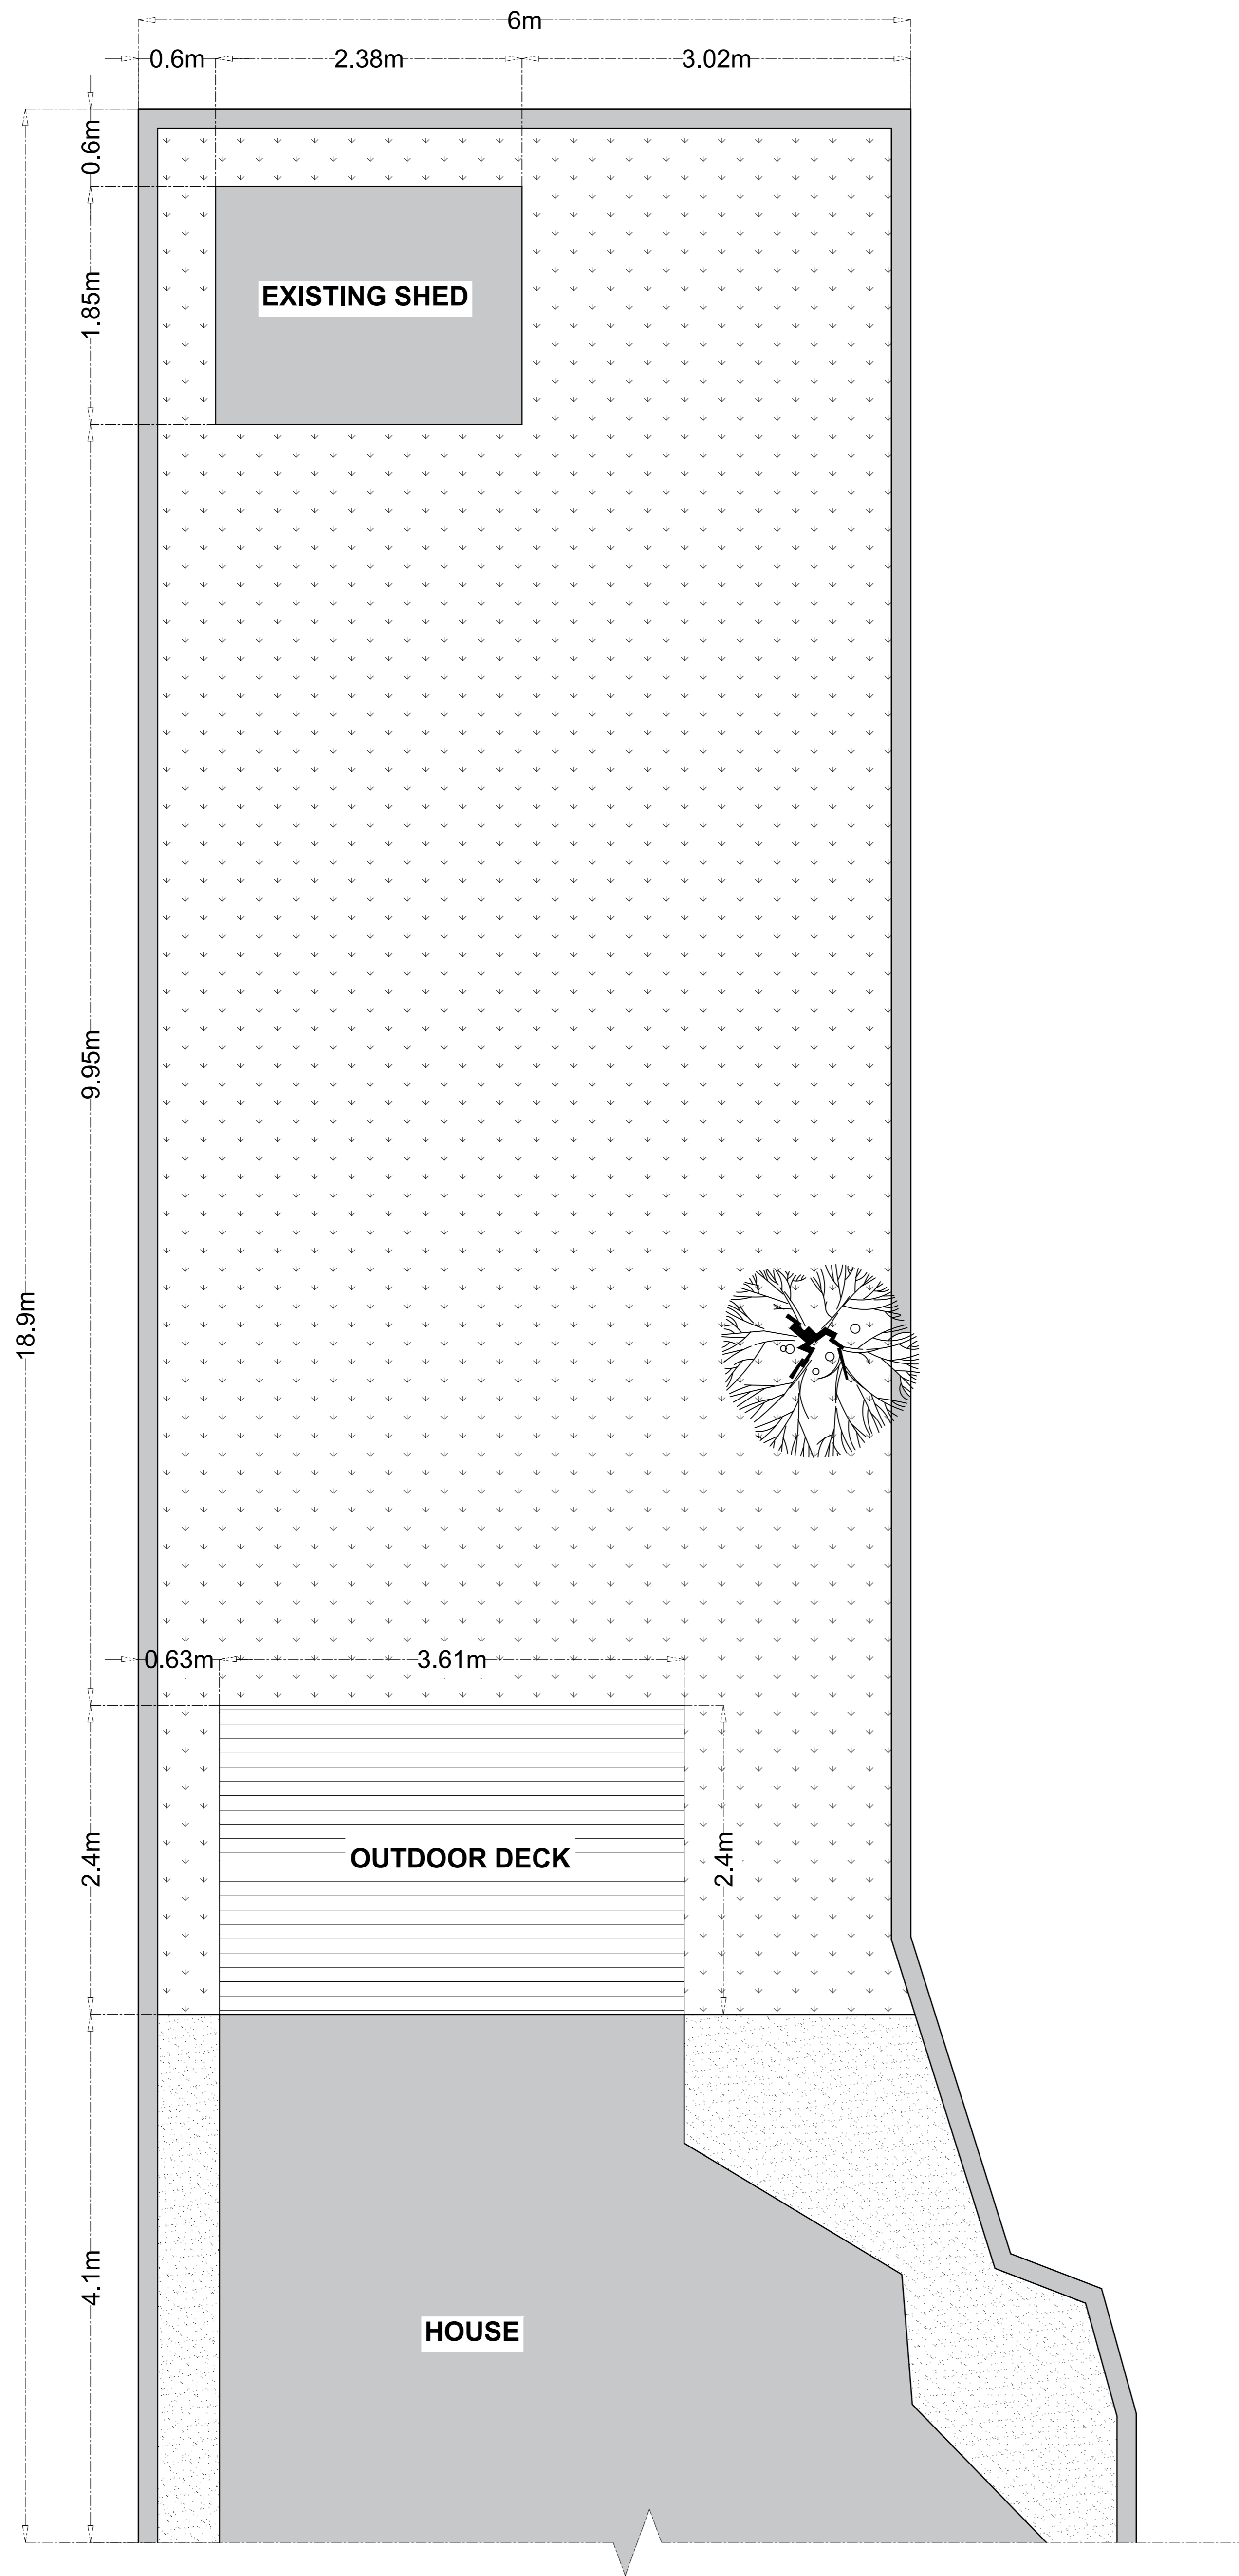 6m
0.6m
2.38m
3.02m
0.6m
1.85m
EXISTING SHED
9.95m
18.9m
0.63m
3.61m
2.4m
OUTDOOR DECK
2.4m
4.1m
HOUSE